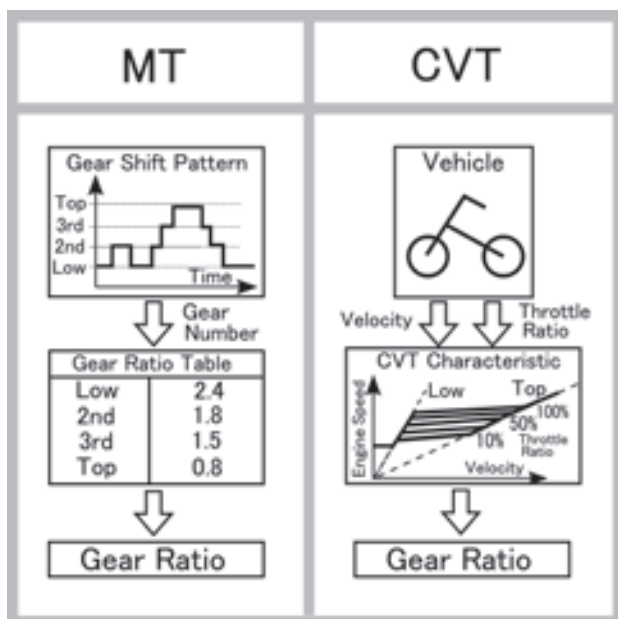 MT
CVT
Gear Shift Pattern
Top
3rd
2nd
Low
Time
Gear
Number
Gear Ratio Table
Low 2.4
2nd 1.8
3rd 1.5
Top 0.8
Gear Ratio
Vehicle
Velocity
Throttle
Ratio
CVT Characteristic
Engine Speed
Low
Top
100%
50%
10%
Throttle
Ratio
Velocity
Gear Ratio